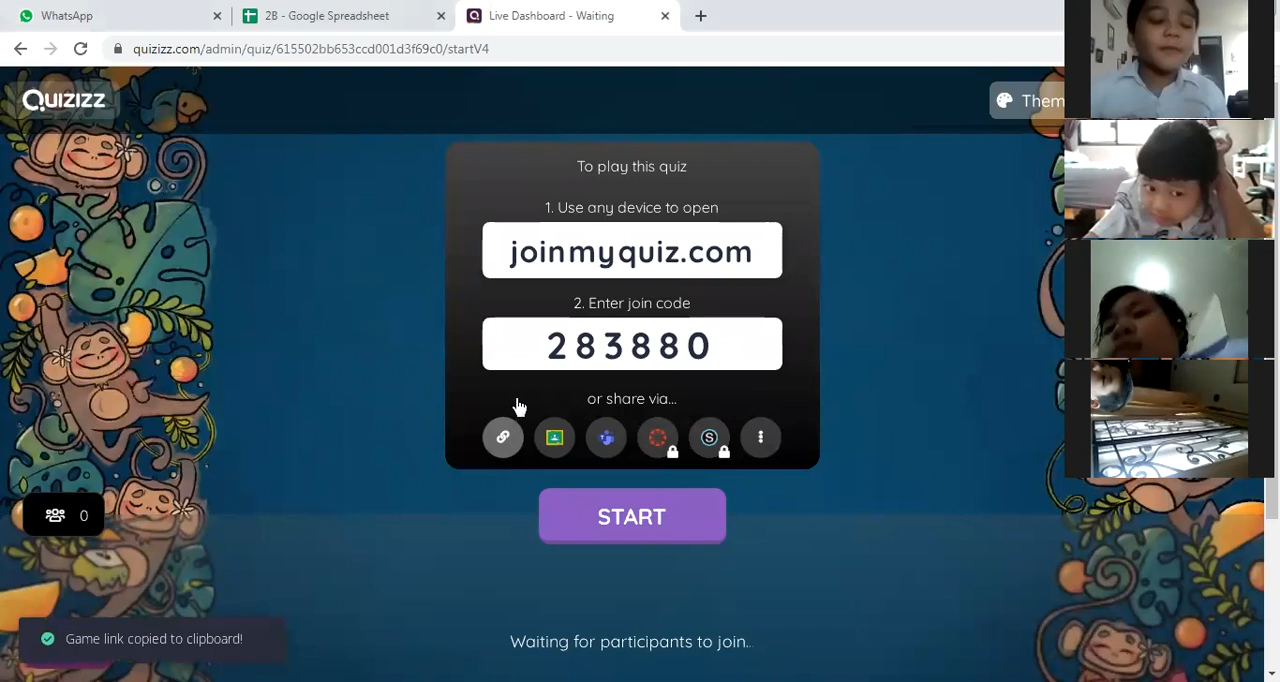 WhatsApp
2B - Google Spreadsheet
Live Dashboard - Waiting
quizizz.com/admin/quiz/615502bb653ccd001d3f69c0/startV4
QUIZIZZ
Them
To play this quiz
1. Use any device to open
joinmyquiz.com
2. Enter join code
283880
or share via...
S
0
START
Game link copied to clipboard!
Waiting for participants to join..